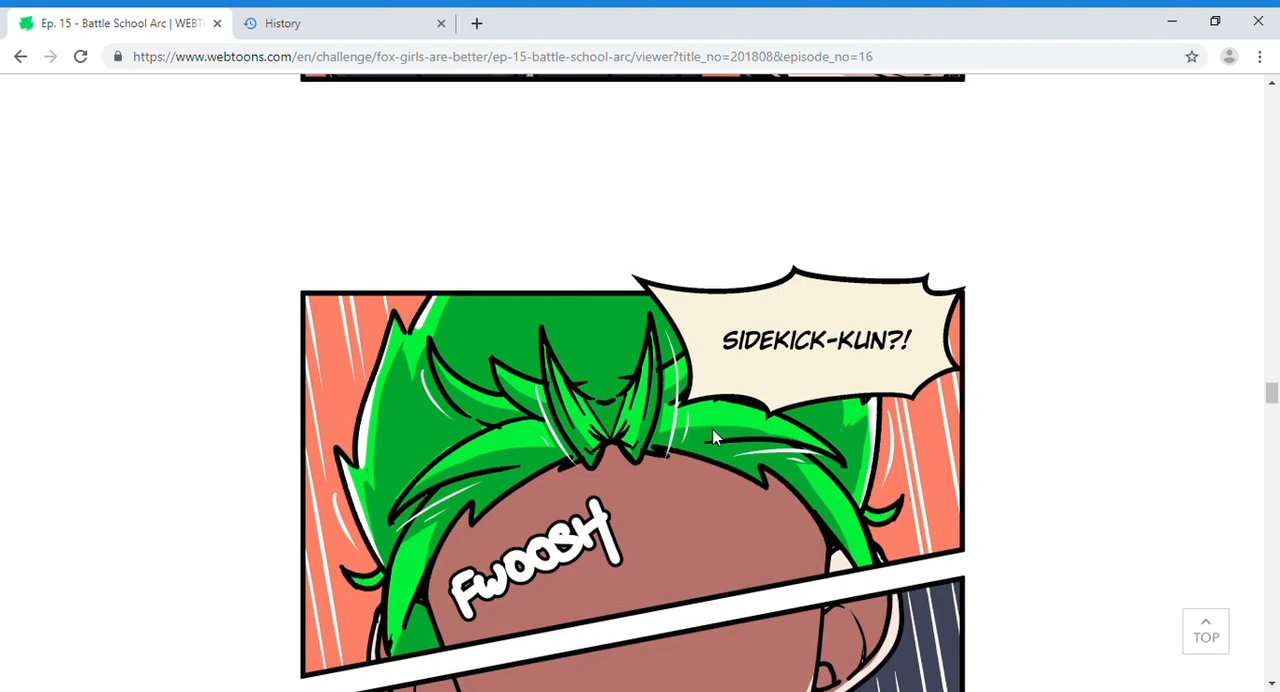 Ep. 15 - Battle School Arc | WEBT
History
https://www.webtoons.com/en/challenge/fox-girls-are-better/ep-15-battle-school-arc/viewer?title_no=201808&episode_no=16
SIDEKICK-KUN?!
FWOOSH
TOP